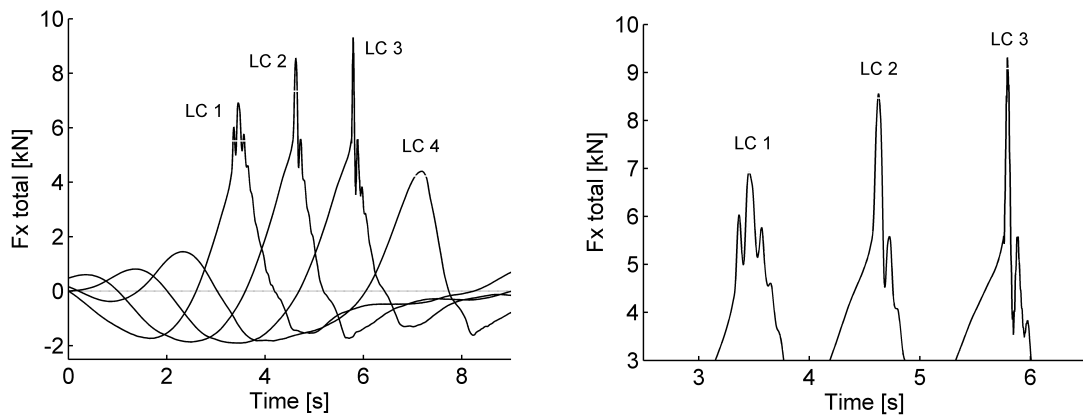 10
8
6
4
2
0
-2
Fx total [kN]
LC 1
LC 2
LC 3
LC 4
0 2 4 6 8
Time [s]
10
9
8
7
6
5
4
3
Fx total [kN]
LC 1
LC 2
LC 3
3 4 5 6
Time [s]